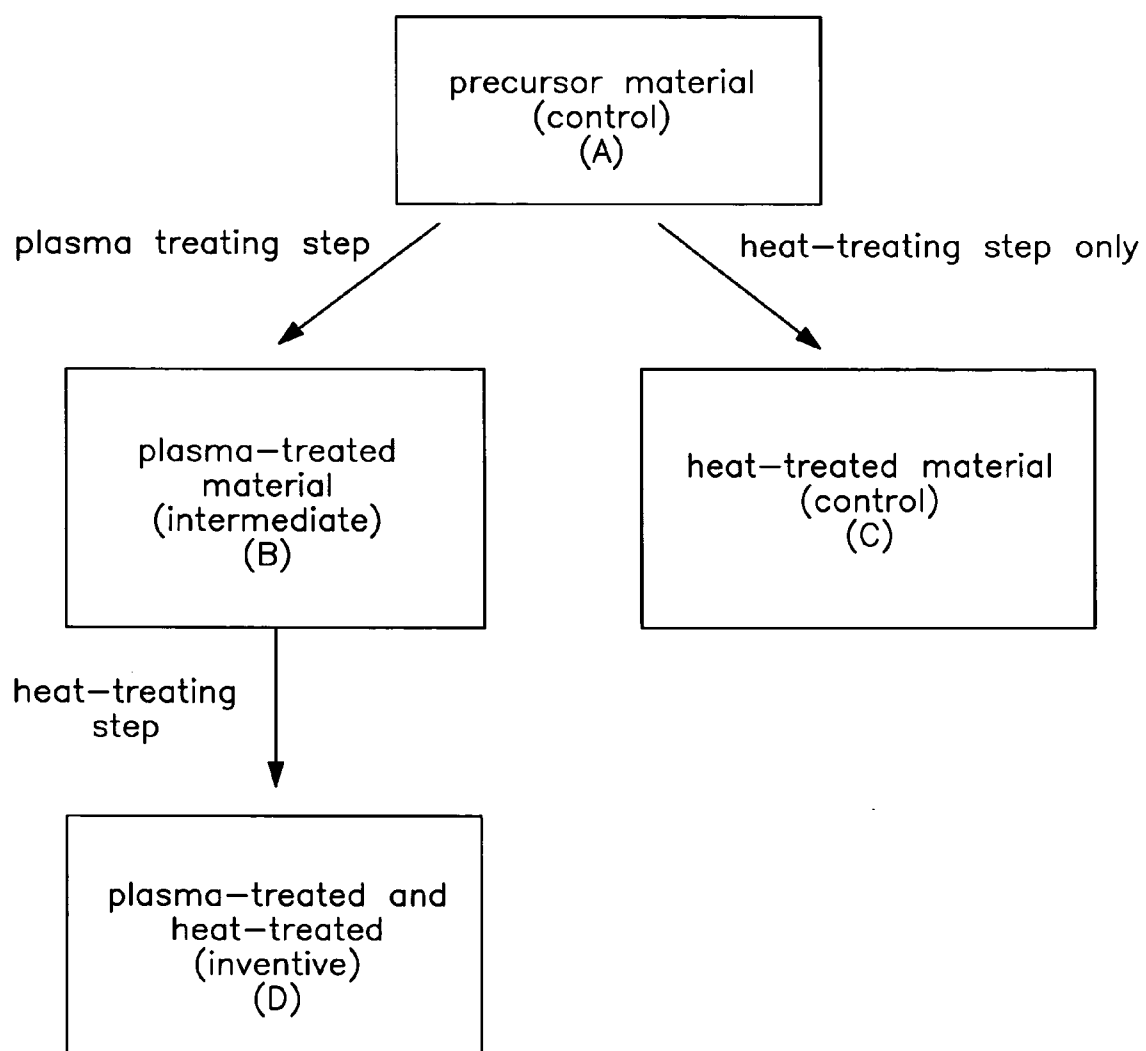 precursor material
(control)
(A)
plasma treating step
heat-treating step only
plasma-treated
material
(intermediate)
(B)
heat-treated material
(control)
(C)
heat-treating
step
plasma-treated and
heat-treated
(inventive)
(D)